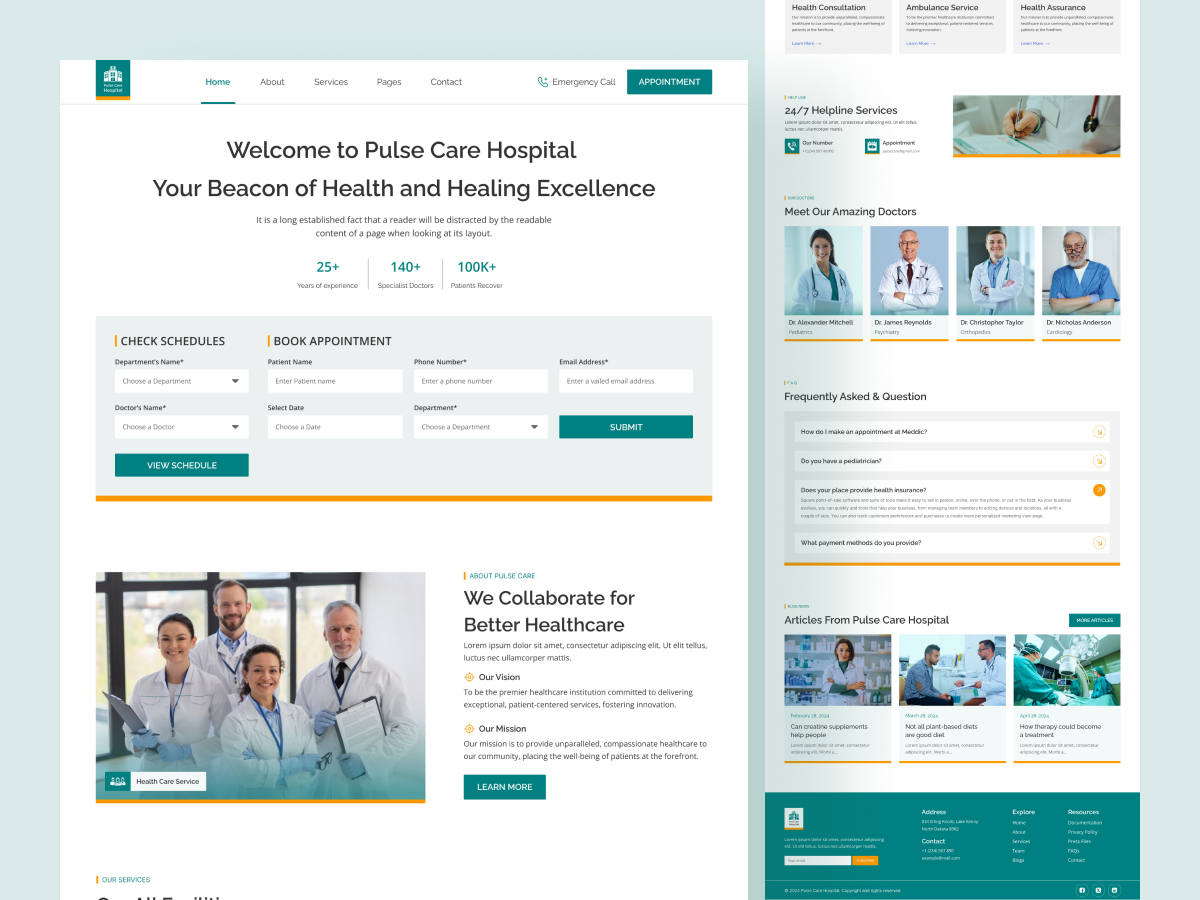 Pulse Care
Hospital
Home
About
Services
Pages
Contact
Emergency Call
APPOINTMENT
Welcome to Pulse Care Hospital
Your Beacon of Health and Healing Excellence
It is a long established fact that a reader will be distracted by the readable
content of a page when looking at its layout.
25+
Years of experience
140+
Specialist Doctors
100K+
Patients Recover
CHECK SCHEDULES
Department's Name*
Choose a Department
Doctor's Name*
Choose a Doctor
VIEW SCHEDULE
BOOK APPOINTMENT
Patient Name
Enter Patient name
Phone Number*
Enter a phone number
Email Address*
Enter a vailed email address
Select Date
Choose a Date
Department*
Choose a Department
SUBMIT
Health Care Service
ABOUT PULSE CARE
We Collaborate for
Better Healthcare
Lorem ipsum dolor sit amet, consectetur adipiscing elit. Ut elit tellus,
luctus nec ullamcorper mattis.
Our Vision
To be the premier healthcare institution committed to delivering
exceptional, patient-centered services, fostering innovation.
Our Mission
Our mission is to provide unparalleled, compassionate healthcare to
our community, placing the well-being of patients at the forefront.
LEARN MORE
OUR SERVICES
Health Consultation
Our mission is to provide unparalleled, compassionate
healthcare to our community, placing the well-being of
patients at the forefront.
Learn More
Ambulance Service
To be the premier healthcare institution committed
to delivering exceptional, patient-centered services,
fostering innovation.
Learn More
Health Assurance
Our mission is to provide unparalleled, compassionate
healthcare to our community, placing the well-being of
patients at the forefront.
Learn More
HELP LINE
24/7 Helpline Services
Lorem ipsum dolor sit amet, consectetur adipiscing elit. Ut elit tellus,
luctus nec ullamcorper mattis.
Our Number
Appointment
OUR DOCTORS
Meet Our Amazing Doctors
Dr. Alexander Mitchell
Pediatrics
Dr. James Reynolds
Psychiatry
Dr. Christopher Taylor
Orthopedics
Dr. Nicholas Anderson
Cardiology
FAQ
Frequently Asked & Question
How do I make an appointment at Meddic?
Do you have a pediatrician?
Does your place provide health insurance?
Square point-of-sale software and suite of tools make it easy to sell in person, online, over the phone, or out in the field. As your business
evolves, you can quickly add tools that help your business, from managing team members to adding devices and locations, all with a
couple of taps. You can also track customers preferences and purchases to create more personalized marketing view page.
What payment methods do you provide?
BLOG NEWS
Articles From Pulse Care Hospital
MORE ARTICLES
February 28, 2024
Can creatine supplements
help people
Lorem ipsum dolor sit amet, consectetur
adipiscing elit. Morbi a...
March 28, 2024
Not all plant-based diets
are good diet
Lorem ipsum dolor sit amet, consectetur
adipiscing elit. Morbi a...
April 28, 2024
How therapy could become
a treatment
Lorem ipsum dolor sit amet, consectetur
adipiscing elit. Morbi a...
Lorem ipsum dolor sit amet, consectetur adipiscing
elit. Ut elit tellus, luctus nec ullamcorper mattis.
Your email
SUBSCRIBE
Address
North Dakota 8962
Contact
+1 (234) 567 890
example@mail.com
Explore
Home
About
Services
Team
Blogs
Resources
Documentation
Privacy Policy
Press Files
FAQs
Contact
© 2024 Pulse Care Hospital. Copyright and rights reserved